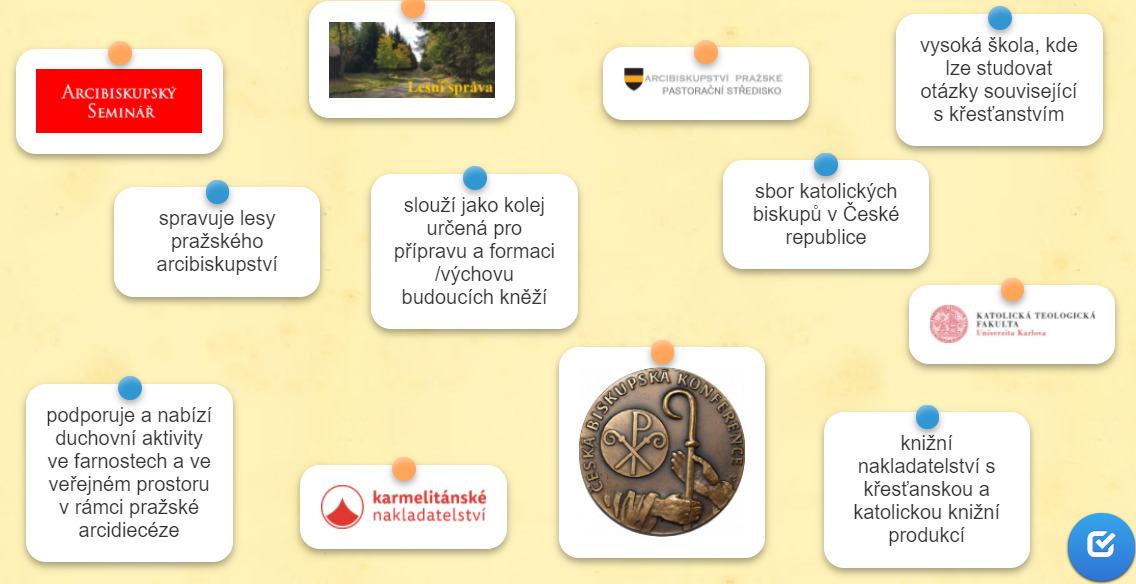 ARCIBISKUPSKÝ
SEMINÁŘ
Lesní správa
ARCIBISKUPSTVÍ PRAŽSKÉ
PASTORAČNÍ STŘEDISKO
vysoká škola, kde
lze studovat
otázky související
s křesťanstvím
spravuje lesy
pražského
arcibiskupství
slouží jako kolej
určená pro
přípravu a formaci
/výchovu
budoucích kněží
sbor katolických
biskupů v České
republice
KATOLICKÁ TEOLOGICKÁ
FAKULTA
Univerzita Karlova
podporuje a nabízí
duchovní aktivity
ve farnostech a ve
veřejném prostoru
v rámci pražské
arcidiecéze
karmelitánské
nakladatelství
ČESKÁ BISKUPSKÁ KONFERENCE
knižní
nakladatelství s
křesťanskou a
katolickou knižní
produkcí